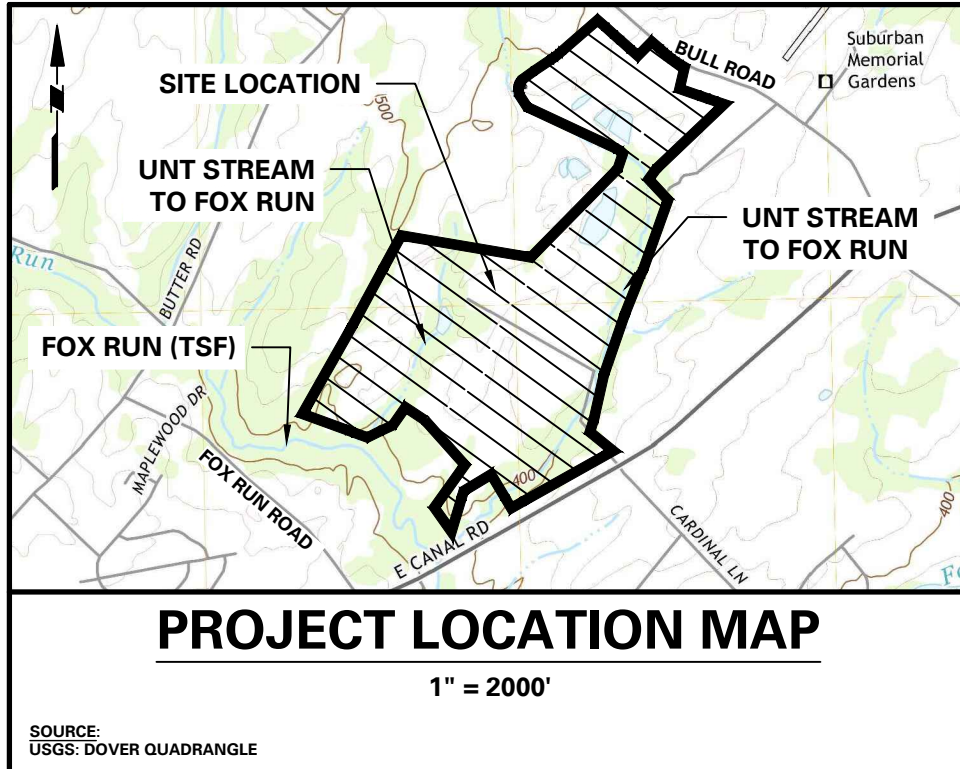 BULL ROAD
Suburban
Memorial
Gardens
SITE LOCATION
1500
UNT STREAM
TO FOX RUN
UNT STREAM
TO FOX RUN
Run
BUTTER RD
FOX RUN (TSF)
MAPLEWOOD DR
FOX RUN ROAD
400
E CANAL RD
CARDINAL LN
400
PROJECT LOCATION MAP
1" = 2000'
SOURCE:
USGS: DOVER QUADRANGLE